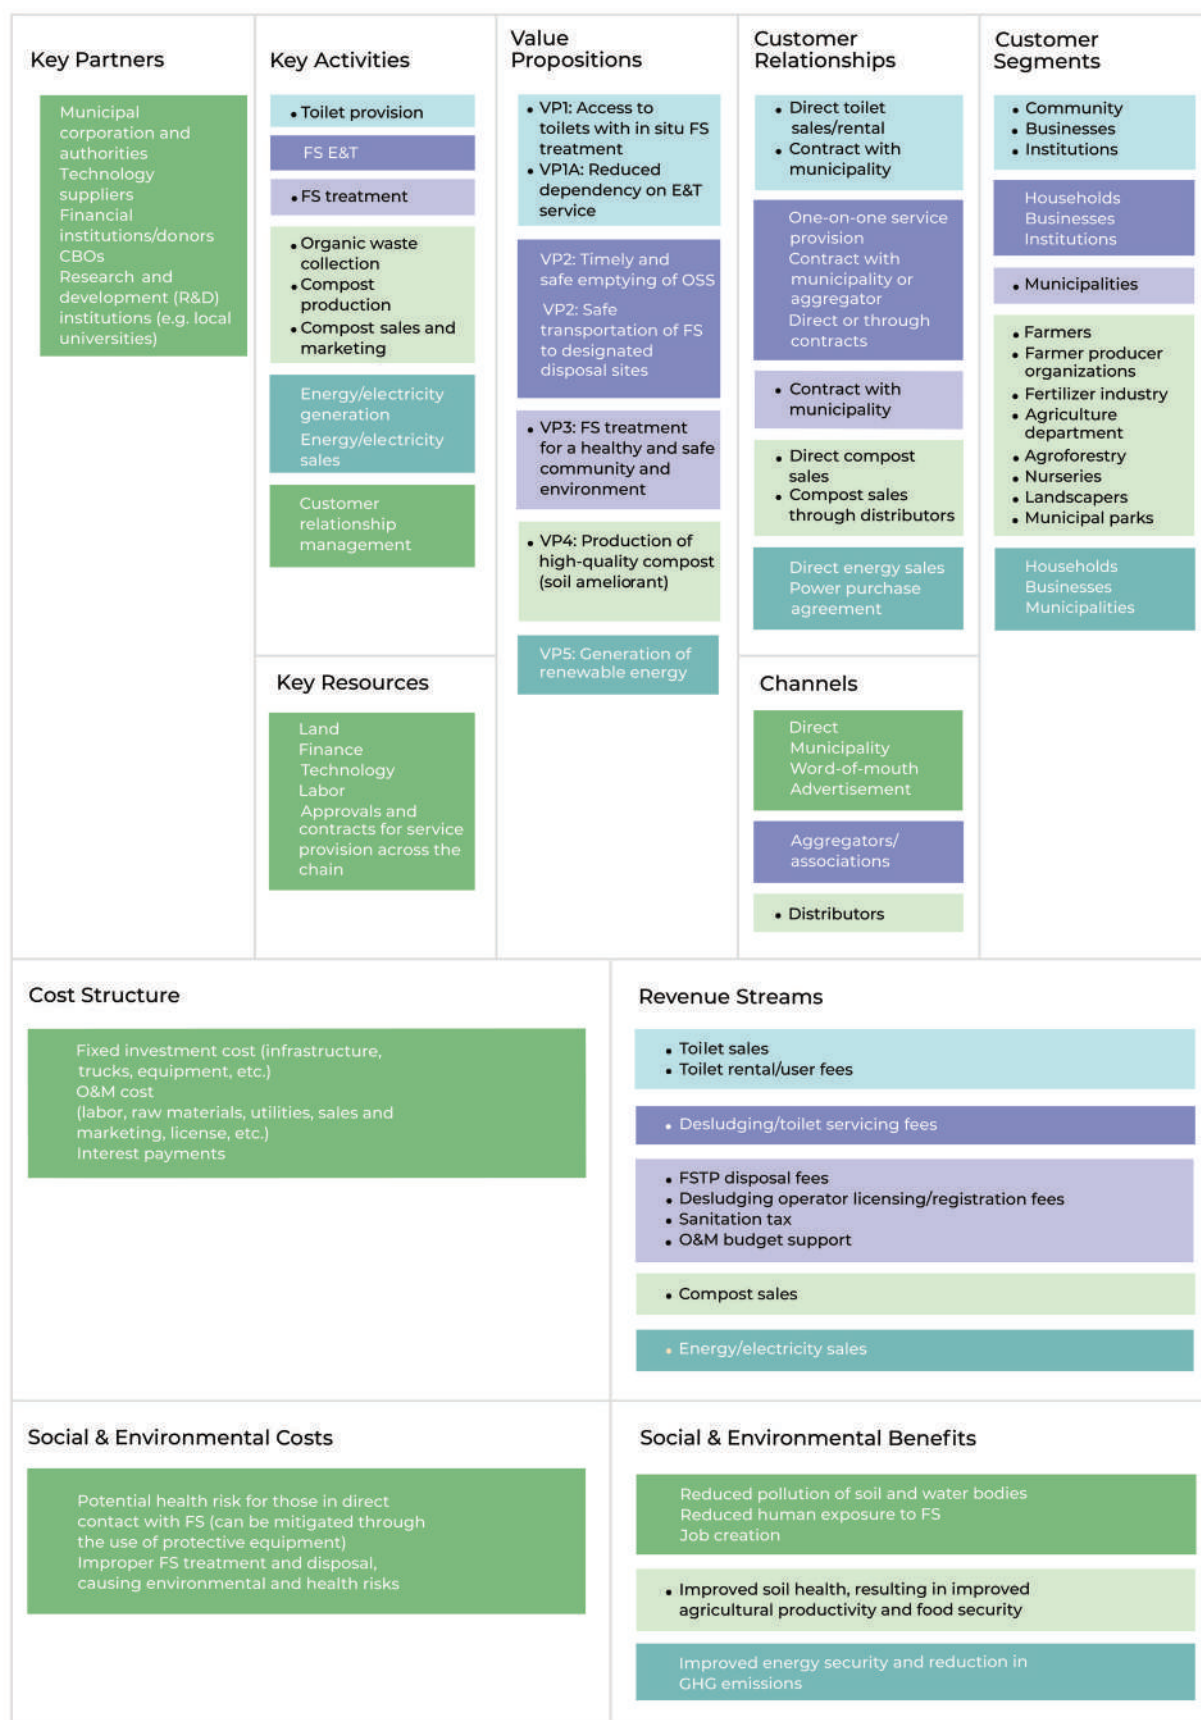 Key Partners
Municipal
corporation and
authorities
Technology
suppliers
Financial
institutions/donors
CBOs
Research and
development (R&D)
institutions (e.g. local
universities)
Key Activities
• Toilet provision
FS E&T
• FS treatment
• Organic waste
collection
• Compost
production
• Compost sales and
marketing
Energy/electricity
generation
Energy/electricity
sales
Customer
relationship
management
Key Resources
Land
Finance
Technology
Labor
Approvals and
contracts for service
provision across the
chain
Value
Propositions
• VP1: Access to
toilets with in situ FS
treatment
• VP1A: Reduced
dependency on E&T
service
VP2: Timely and
safe emptying of OSS
VP2: Safe
transportation of FS
to designated
disposal sites
• VP3: FS treatment
for a healthy and safe
community and
environment
• VP4: Production of
high-quality compost
(soil ameliorant)
VP5: Generation of
renewable energy
Customer
Relationships
• Direct toilet
sales/rental
• Contract with
municipality
One-on-one service
provision
Contract with
municipality or
aggregator
Direct or through
contracts
• Contract with
municipality
• Direct compost
sales
• Compost sales
through distributors
Direct energy sales
Power purchase
agreement
Channels
Direct
Municipality
Word-of-mouth
Advertisement
Aggregators/
associations
• Distributors
Customer
Segments
• Community
• Businesses
• Institutions
Households
Businesses
Institutions
• Municipalities
• Farmers
• Farmer producer
organizations
• Fertilizer industry
• Agriculture
department
• Agroforestry
• Nurseries
• Landscapers
• Municipal parks
Households
Businesses
Municipalities
Cost Structure
Fixed investment cost (infrastructure,
trucks, equipment, etc.)
O&M cost
(labor, raw materials, utilities, sales and
marketing, license, etc.)
Interest payments
Revenue Streams
• Toilet sales
• Toilet rental/user fees
• Desludging/toilet servicing fees
• FSTP disposal fees
• Desludging operator licensing/registration fees
• Sanitation tax
• O&M budget support
• Compost sales
• Energy/electricity sales
Social & Environmental Costs
Potential health risk for those in direct
contact with FS (can be mitigated through
the use of protective equipment)
Improper FS treatment and disposal,
causing environmental and health risks
Social & Environmental Benefits
Reduced pollution of soil and water bodies
Reduced human exposure to FS
Job creation
• Improved soil health, resulting in improved
agricultural productivity and food security
Improved energy security and reduction in
GHG emissions